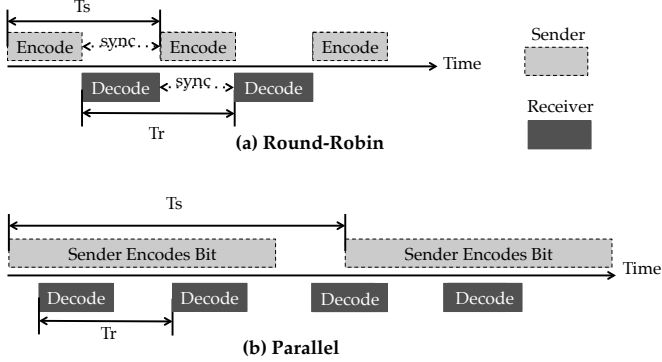 Ts
Encode sync Encode Encode
Time
Decode sync Decode
Tr
(a) Round-Robin
Sender
Receiver
Ts
Sender Encodes Bit Sender Encodes Bit
Time
Decode Decode Decode Decode
Tr
(b) Parallel